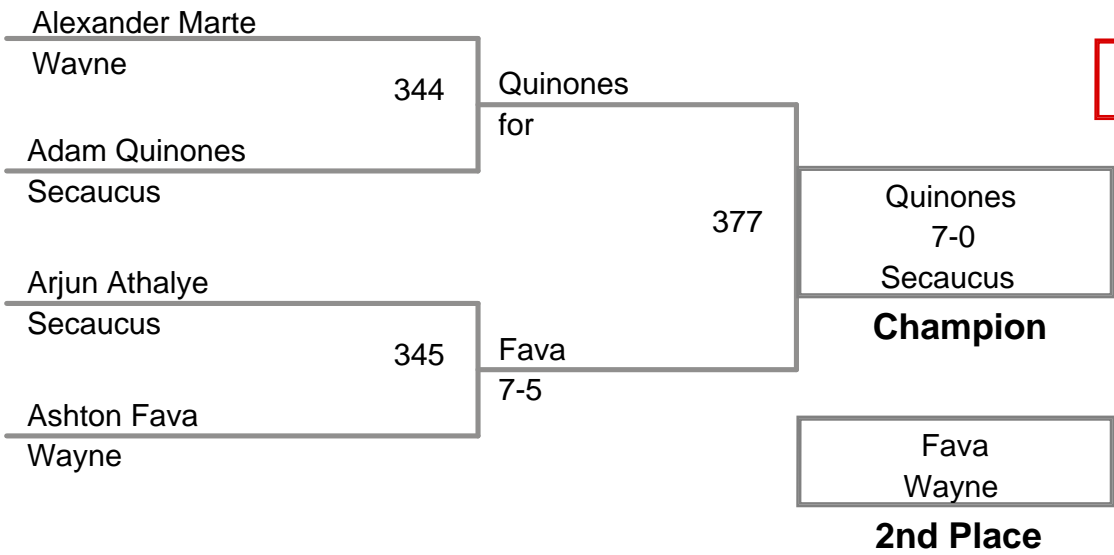 Alexander Marte
Wayne
344
Quinones
for
Adam Quinones
Secaucus
377
Quinones
7-0
Secaucus
Champion
Arjun Athalye
Secaucus
345
Fava
7-5
Ashton Fava
Wayne
Fava
Wayne
2nd Place